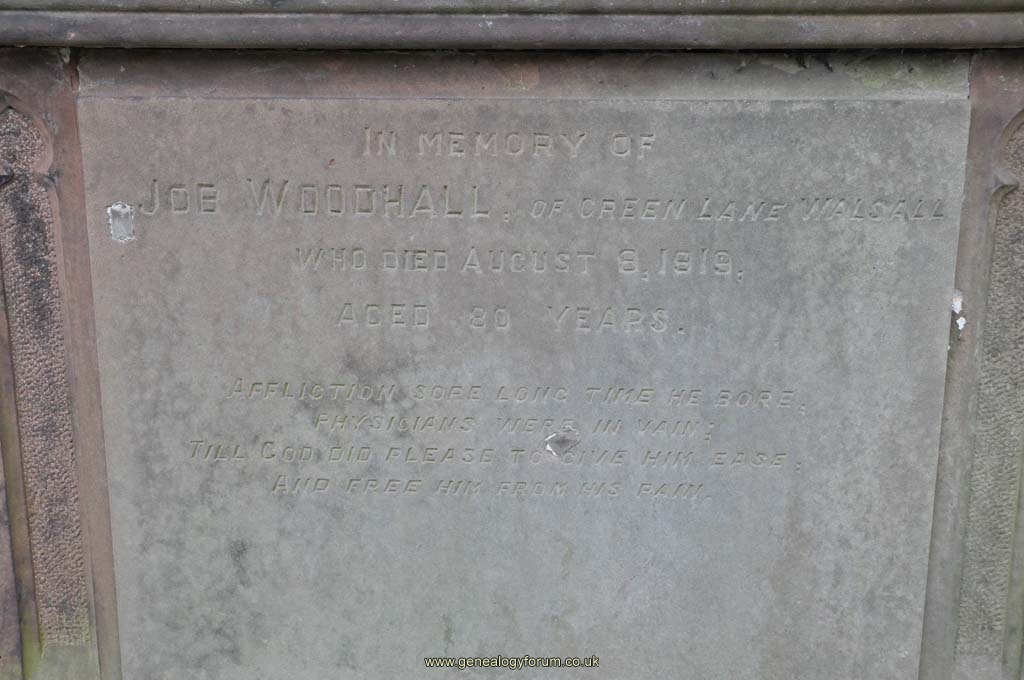 IN MEMORY OF
JOB WOODHALL, OF GREEN LANE WALSALL
WHO DIED AUGUST 8, 1919,
AGED 80 YEARS.
AFFLICTION SORE LONG TIME HE BORE,
PHYSICIANS WERE IN VAIN;
TILL GOD DID PLEASE TO GIVE HIM EASE,
AND FREE HIM FROM HIS PAIN.
www.genealogyforum.co.uk